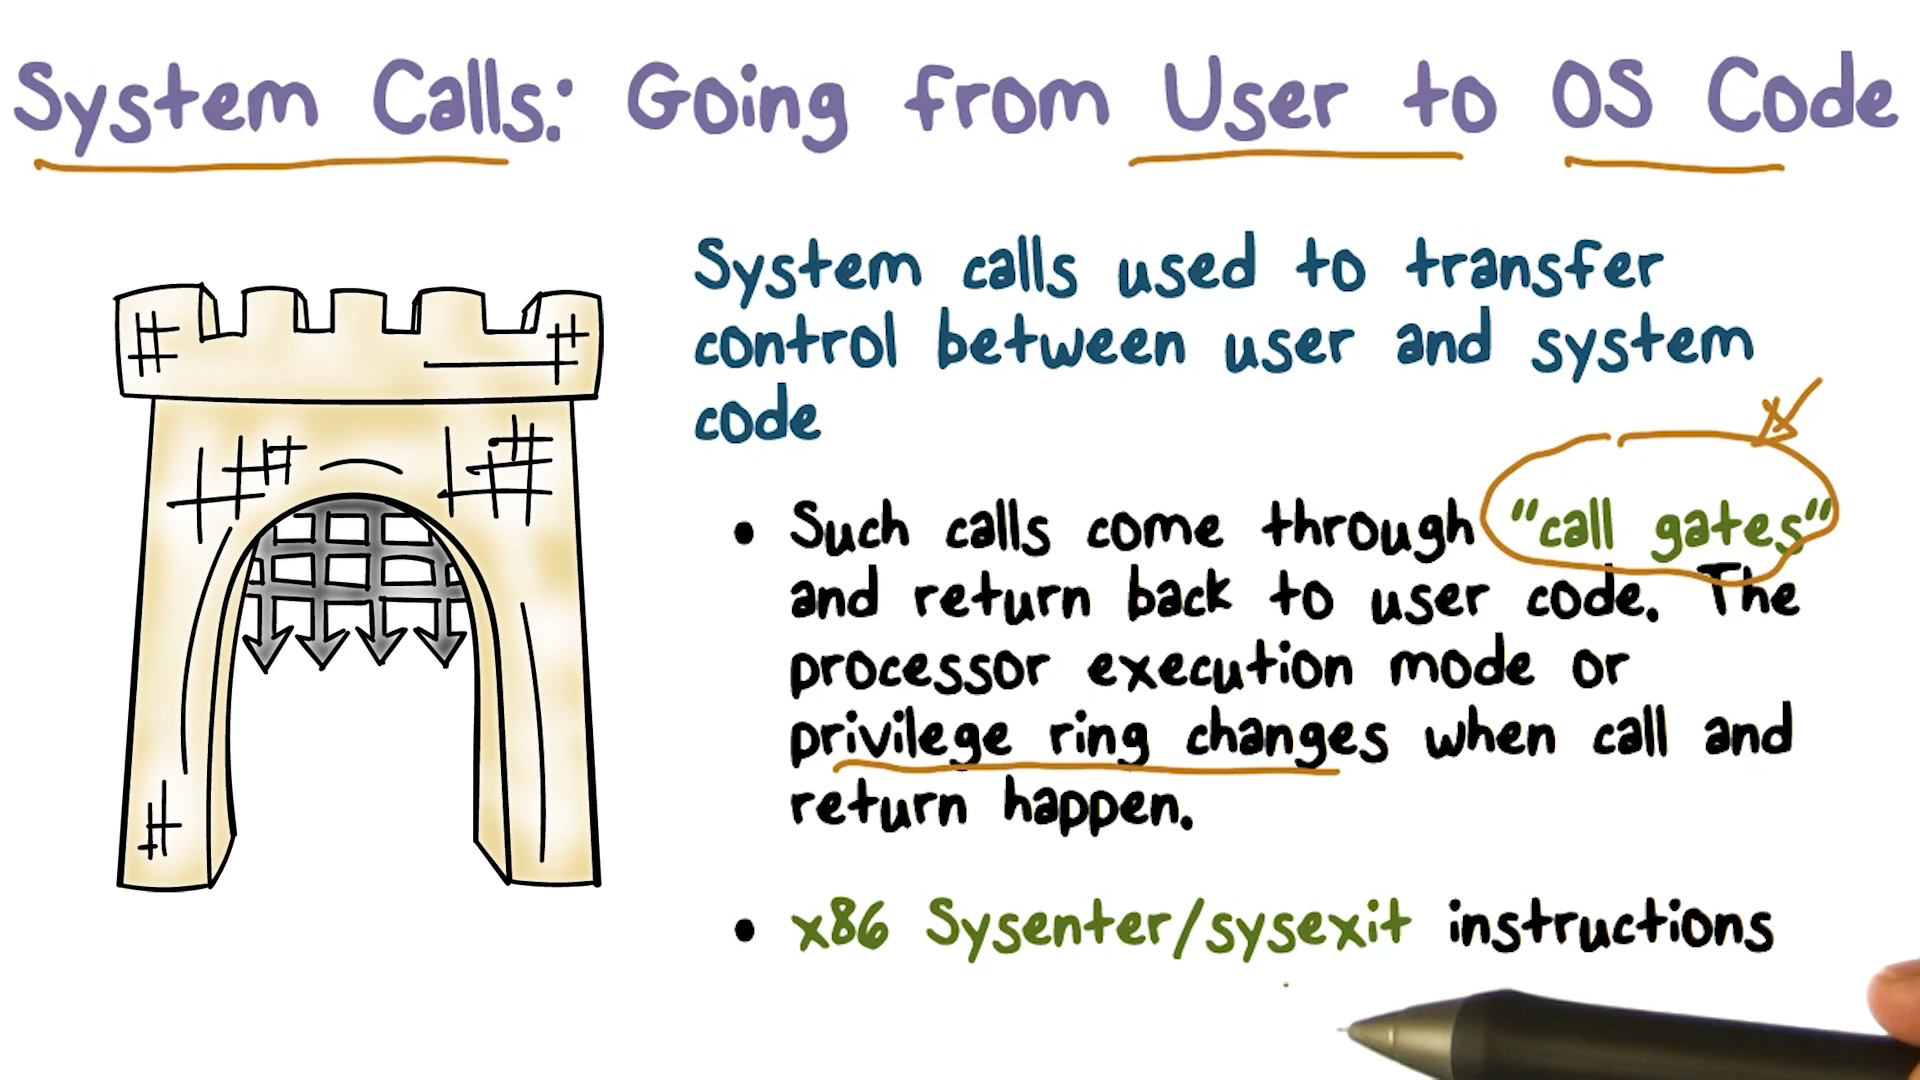 System Calls: Going from User to OS Code
System calls used to transfer
control between user and system
code
• Such calls come through "call gates"
and return back to user code. The
processor execution mode or
privilege ring changes when call and
return happen.
• x86 Sysenter/sysexit instructions